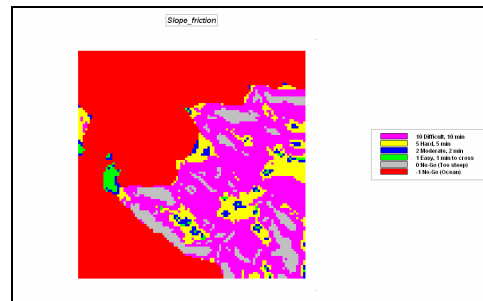 Slope_friction
10 Difficult, 10 min
5 Hard, 5 min
2 Moderate, 2 min
1 Easy, 1 min to cross
0 No-Go (Too steep)
-1 No-Go (Ocean)